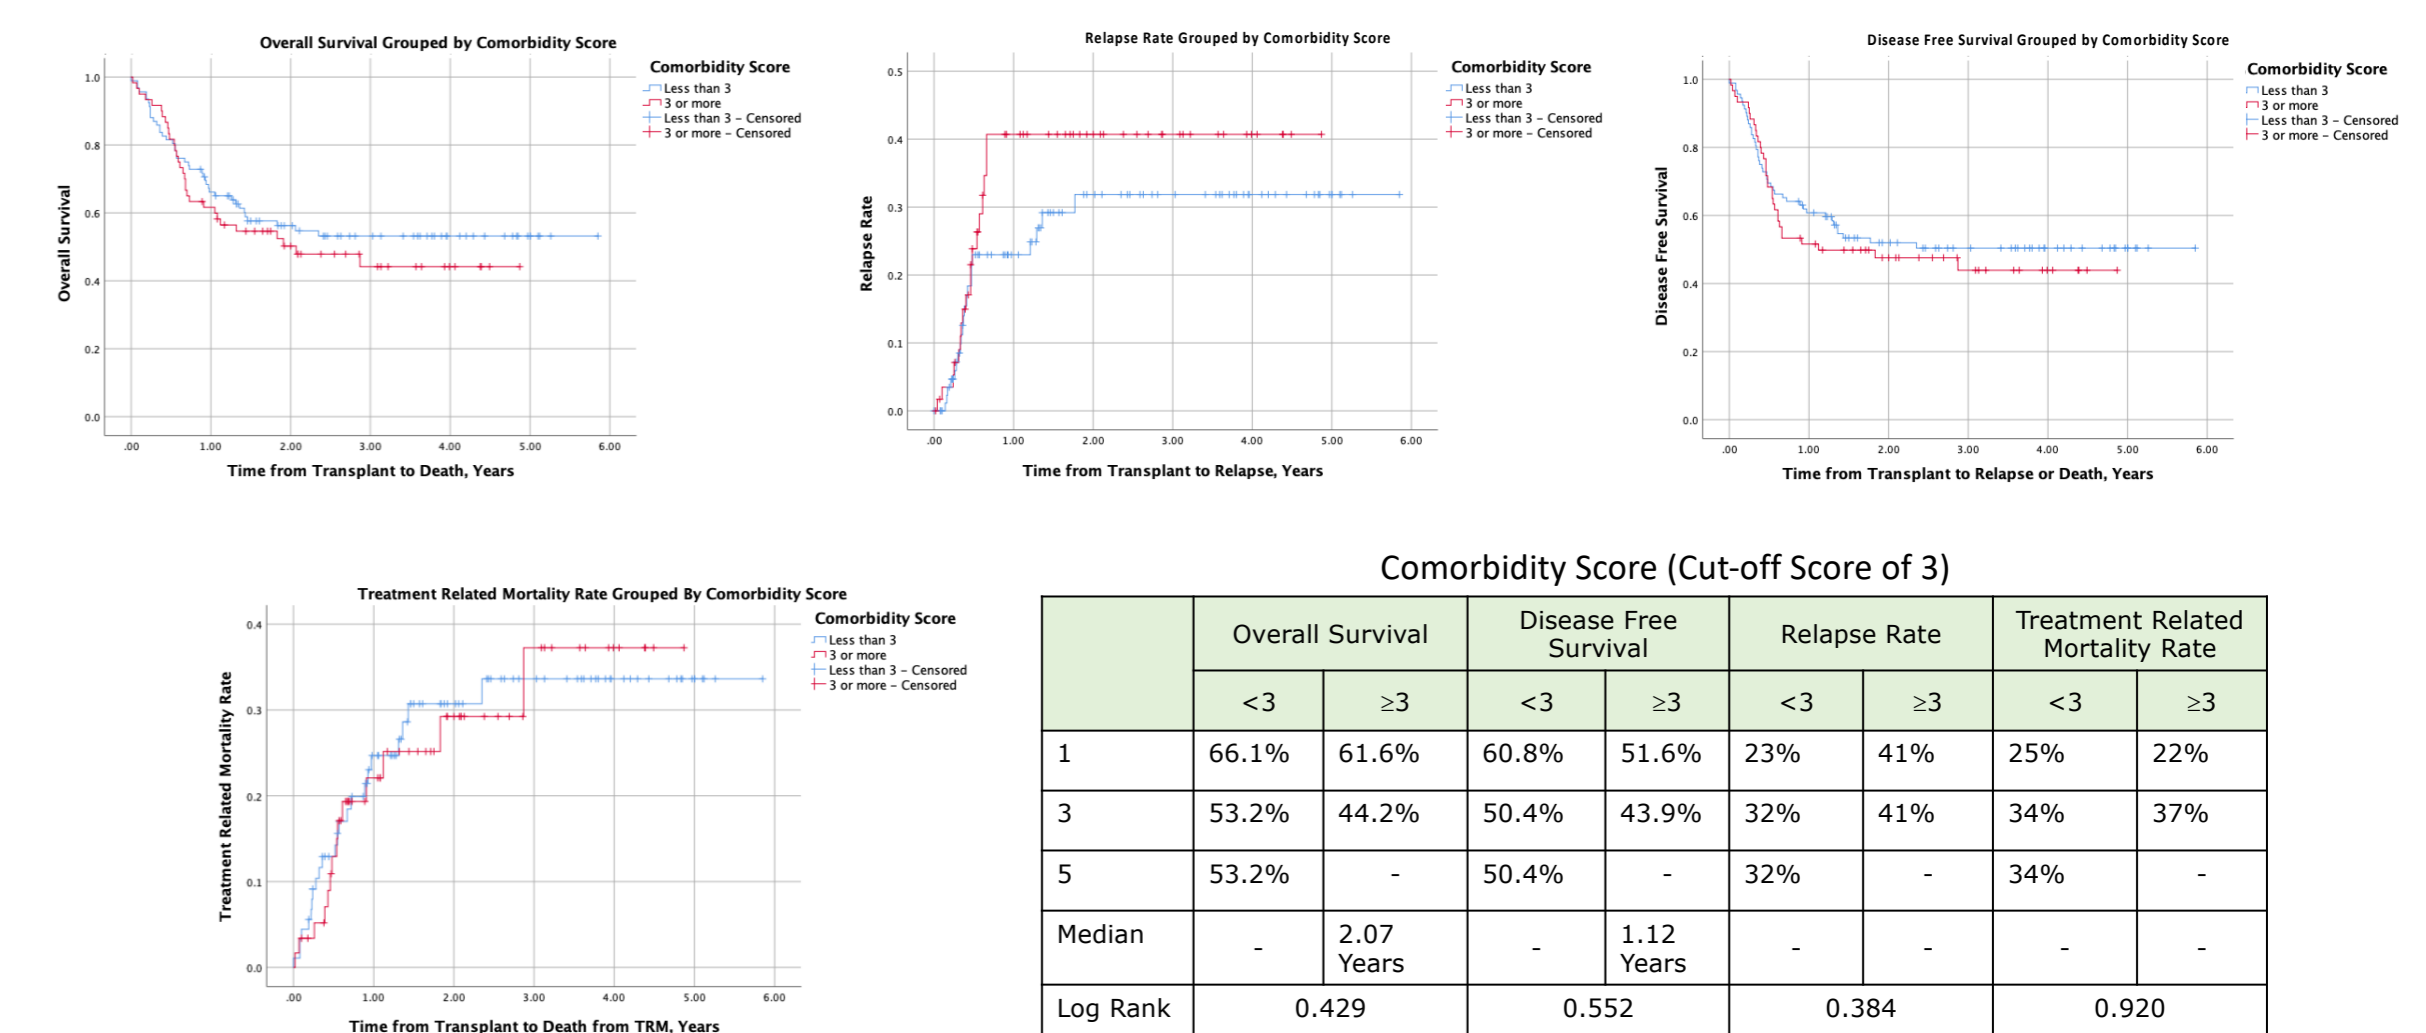 Overall Survival Grouped by Comorbidity Score
Comorbidity Score
Less than 3
3 or more
Less than 3 – Censored
3 or more – Censored
1.0
0.8
0.6
0.4
0.2
0.0
Overall Survival
.00 1.00 2.00 3.00 4.00 5.00 6.00
Time from Transplant to Death, Years
Relapse Rate Grouped by Comorbidity Score
Comorbidity Score
Less than 3
3 or more
Less than 3 – Censored
3 or more – Censored
0.5
0.4
0.3
0.2
0.1
0.0
Relapse Rate
.00 1.00 2.00 3.00 4.00 5.00 6.00
Time from Transplant to Relapse, Years
Disease Free Survival Grouped by Comorbidity Score
Comorbidity Score
Less than 3
3 or more
Less than 3 – Censored
3 or more – Censored
1.0
0.8
0.6
0.4
0.2
0.0
Disease Free Survival
.00 1.00 2.00 3.00 4.00 5.00 6.00
Time from Transplant to Relapse or Death, Years
Treatment Related Mortality Rate Grouped By Comorbidity Score
Comorbidity Score
Less than 3
3 or more
Less than 3 – Censored
3 or more – Censored
0.4
0.3
0.2
0.1
0.0
Treatment Related Mortality Rate
.00 1.00 2.00 3.00 4.00 5.00 6.00
Time from Transplant to Death from TRM, Years
Comorbidity Score (Cut-off Score of 3)
Overall Survival Disease Free Survival Relapse Rate Treatment Related Mortality Rate
<3 ≥3 <3 ≥3 <3 ≥3 <3 ≥3
1 66.1% 61.6% 60.8% 51.6% 23% 41% 25% 22%
3 53.2% 44.2% 50.4% 43.9% 32% 41% 34% 37%
5 53.2% - 50.4% - 32% - 34% -
Median - 2.07 Years - 1.12 Years - - - -
Log Rank 0.429 0.552 0.384 0.920